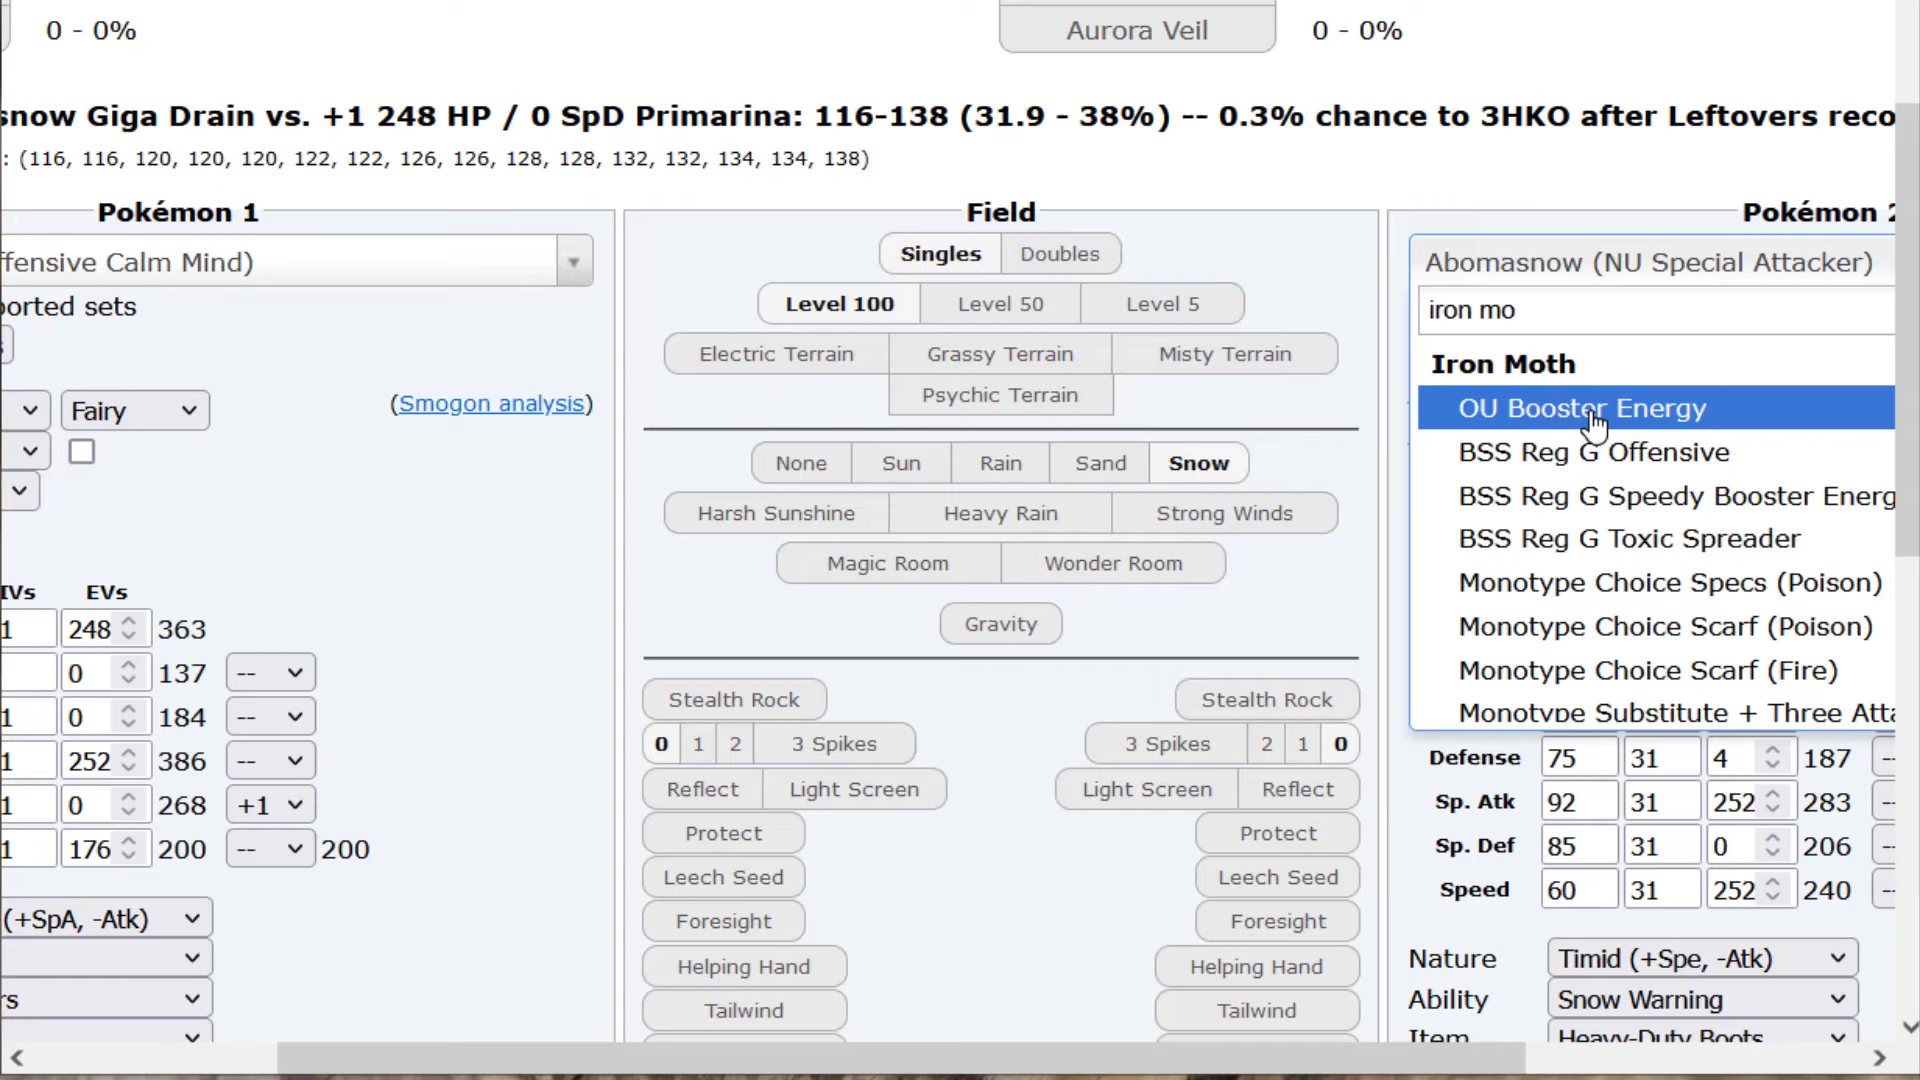 0 - 0%
Aurora Veil 0 - 0%
snow Giga Drain vs. +1 248 HP / 0 SpD Primarina: 116-138 (31.9 - 38%) -- 0.3% chance to 3HKO after Leftovers reco
: (116, 116, 120, 120, 120, 122, 122, 126, 126, 128, 128, 132, 132, 134, 134, 138)
Pokémon 1
ffensive Calm Mind)
ported sets
Fairy
(Smogon analysis)
IVs EVs
1 248 363
0 137 --
1 0 184 --
1 252 386 --
1 0 268 +1
1 176 200 -- 200
(+SpA, -Atk)
rs
Field
Singles Doubles
Level 100 Level 50 Level 5
Electric Terrain Grassy Terrain Misty Terrain
Psychic Terrain
None Sun Rain Sand Snow
Harsh Sunshine Heavy Rain Strong Winds
Magic Room Wonder Room
Gravity
Stealth Rock Stealth Rock
0 1 2 3 Spikes 3 Spikes 2 1 0
Reflect Light Screen Light Screen Reflect
Protect Protect
Leech Seed Leech Seed
Foresight Foresight
Helping Hand Helping Hand
Tailwind Tailwind
Pokémon 2
Abomasnow (NU Special Attacker)
iron mo
Iron Moth
OU Booster Energy
BSS Reg G Offensive
BSS Reg G Speedy Booster Energ
BSS Reg G Toxic Spreader
Monotype Choice Specs (Poison)
Monotype Choice Scarf (Poison)
Monotype Choice Scarf (Fire)
Monotype Substitute + Three Atta
Defense 75 31 4 187 --
Sp. Atk 92 31 252 283 --
Sp. Def 85 31 0 206 --
Speed 60 31 252 240 --
Nature Timid (+Spe, -Atk)
Ability Snow Warning
Item Heavy-Duty Boots